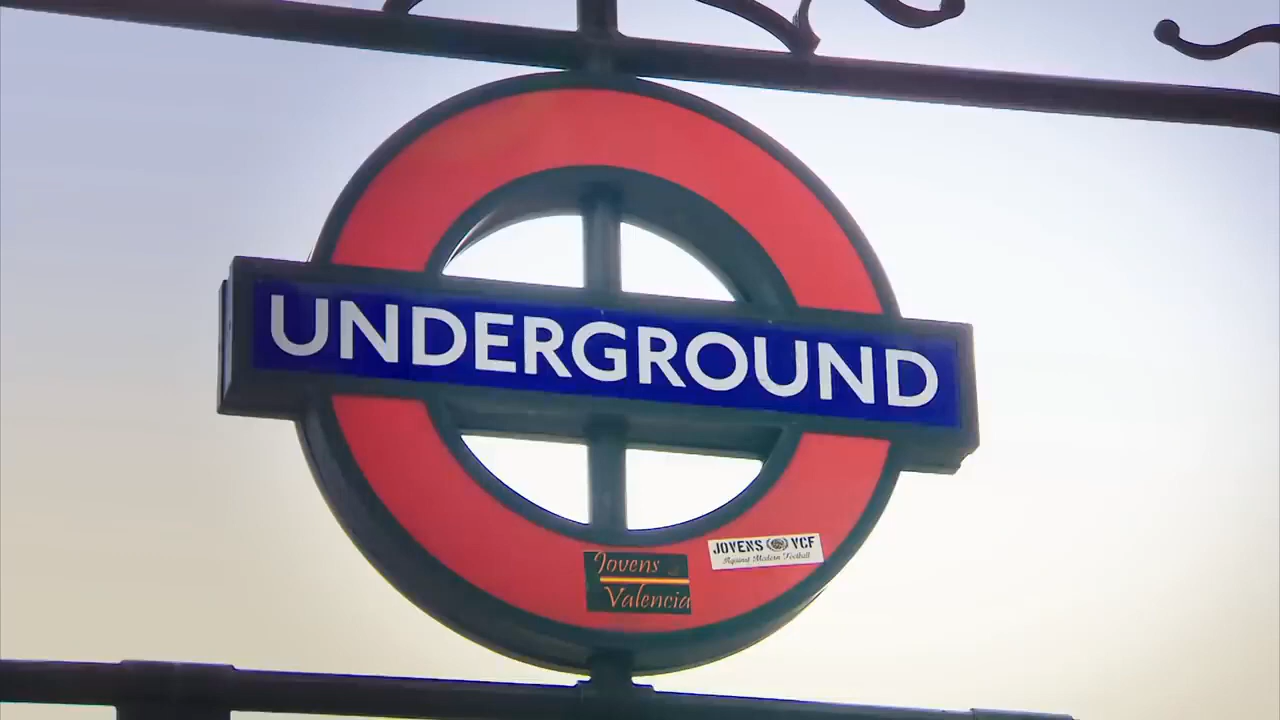 UNDERGROUND
Jovens
Valencia
JOVENS VCF
Against Modern Football